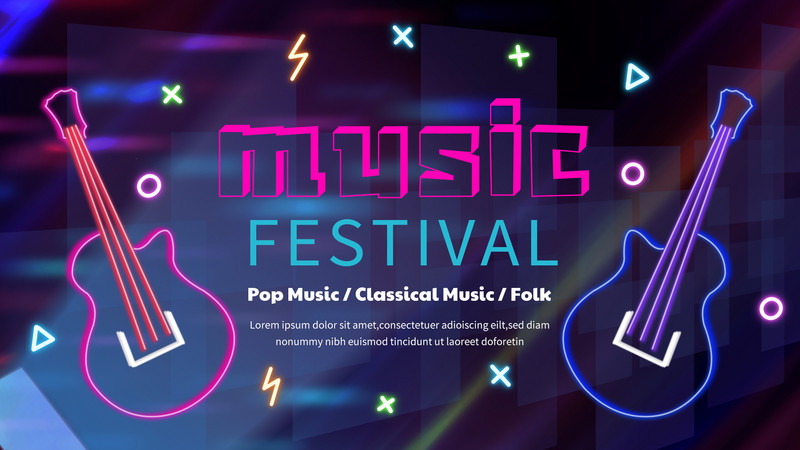 music
FESTIVAL
Pop Music / Classical Music / Folk
Lorem ipsum dolor sit amet,consectetuer adioiscing eilt,sed diam
nonummy nibh euismod tincidunt ut laoreet doforetin